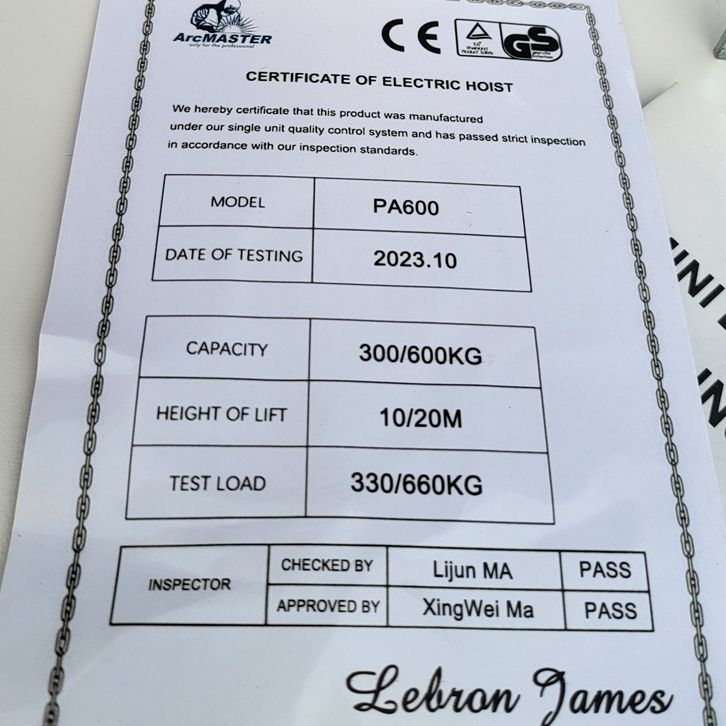 ArcMASTER
only for the professional
CE
GS
CERTIFICATE OF ELECTRIC HOIST
We hereby certificate that this product was manufactured
under our single unit quality control system and has passed strict inspection
in accordance with our inspection standards.
MODEL PA600
DATE OF TESTING 2023.10
CAPACITY 300/600KG
HEIGHT OF LIFT 10/20M
TEST LOAD 330/660KG
INSPECTOR
CHECKED BY Lijun MA PASS
APPROVED BY XingWei Ma PASS
Lebron James